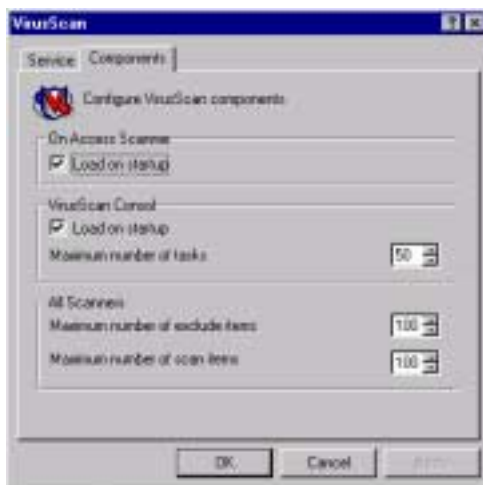 VirusScan
Service Components
Configure VirusScan components
On Access Scanner
Load on startup
VirusScan Consol
Load on startup
Maximum number of tasks 50
All Scanners
Maximum number of exclude items 100
Maximum number of scan items 100
OK Cancel